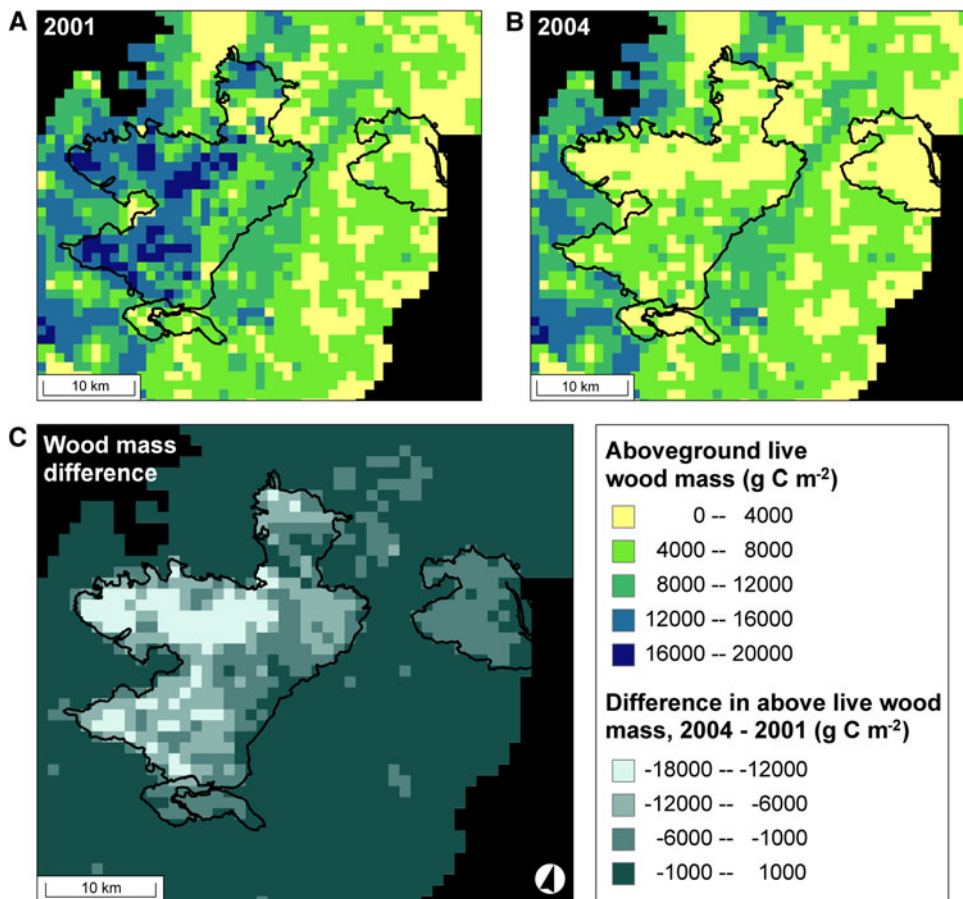 A
2001
10 km
B
2004
10 km
C
Wood mass
difference
10 km
Aboveground live
wood mass (g C m-2)
0 -- 4000
4000 -- 8000
8000 -- 12000
12000 -- 16000
16000 -- 20000
Difference in above live wood
mass, 2004 - 2001 (g C m-2)
-18000 -- -12000
-12000 -- -6000
-6000 -- -1000
-1000 -- 1000